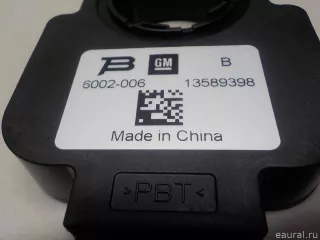 B GM B
6002-006 13589398
Made in China
>PBT<
© eaural.ru